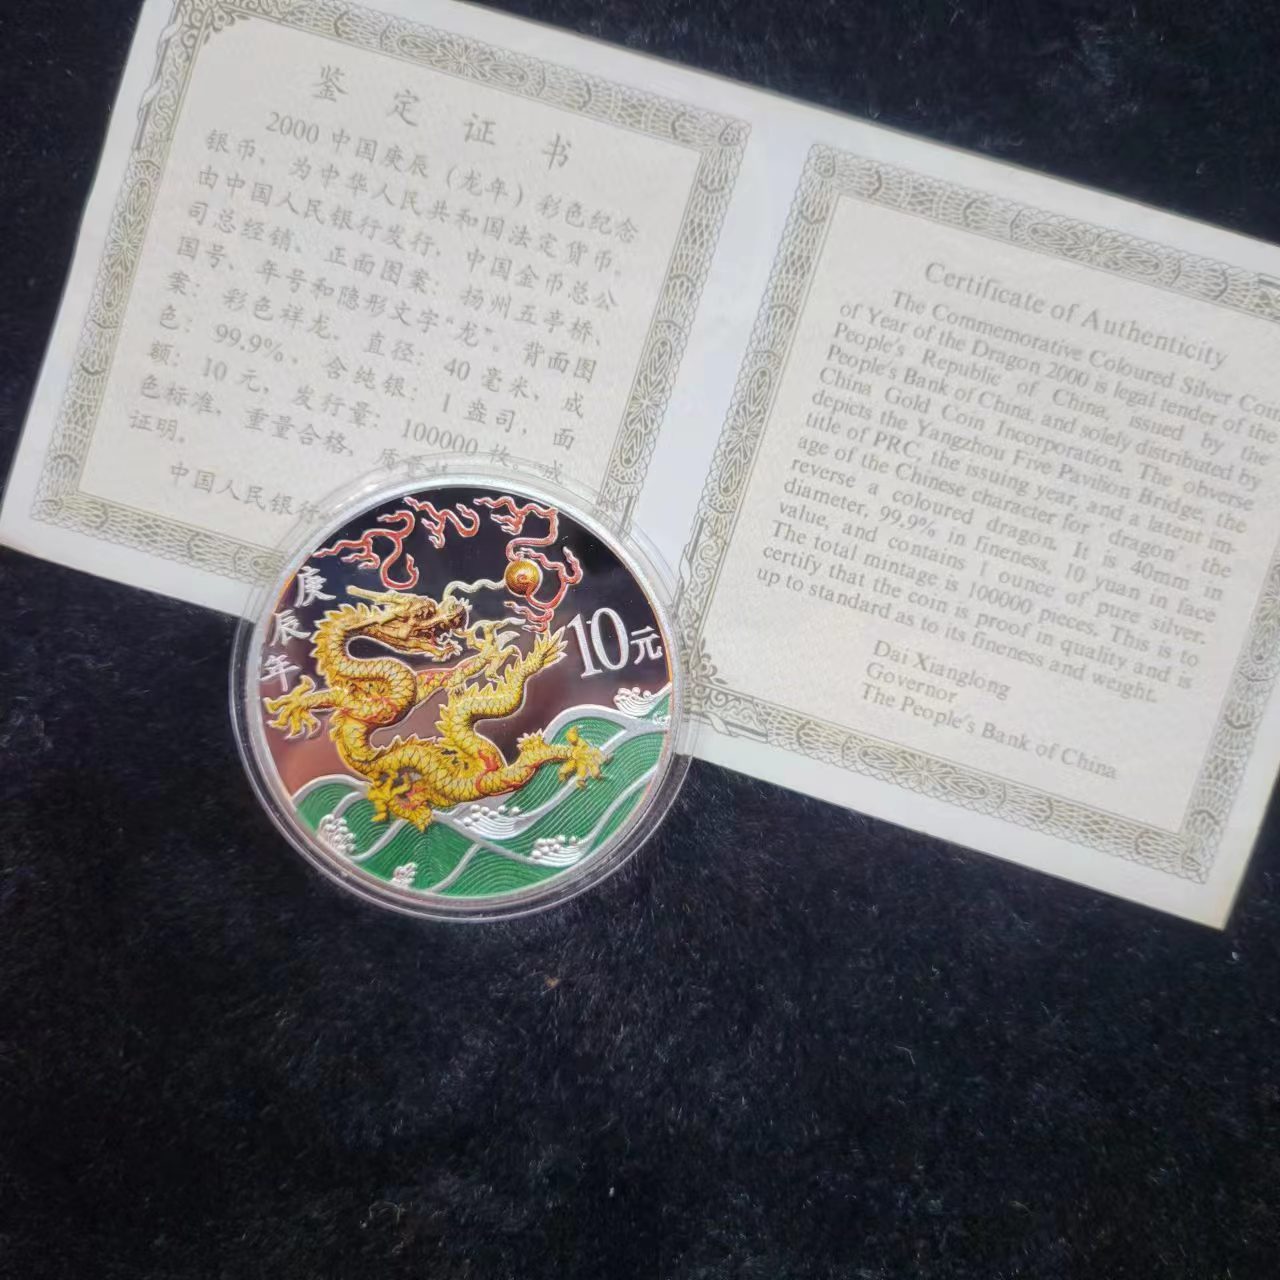 鉴定证书
2000 中国庚辰（龙年）彩色纪念
银币，为中华人民共和国法定货币，
由中国人民银行发行，中国金币总公
司总经销。正面图案：扬州五亭桥、
国号、年号和隐形文字“龙”。背面图
案：彩色祥龙。直径：40 毫米，成
色：99.9%，含纯银：1 盎司，面
额：10 元，发行量：100000 枚。成
色标准，重量合格，质
证明。
中国人民银行
Certificate of Authenticity
The Commemorative Coloured Silver Coin
of Year of the Dragon 2000 is legal tender of the
People's Republic of China, issued by the
People's Bank of China. and solely distributed by
China Gold Coin Incorporation. The obverse
depicts the Yangzhou Five Pavilion Bridge, the
title of PRC, the issuing year, and a latent im-
age of the Chinese character for 'dragon' the
reverse a coloured dragon. It is 40mm in
diameter, 99.9% in fineness, 10 yuan in face
value, and contains 1 ounce of pure silver.
The total mintage is 100000 pieces. This is to
certify that the coin is proof in quality and is
up to standard as to its fineness and weight.
Dai Xianglong
Governor
The People's Bank of China
庚辰年
10元